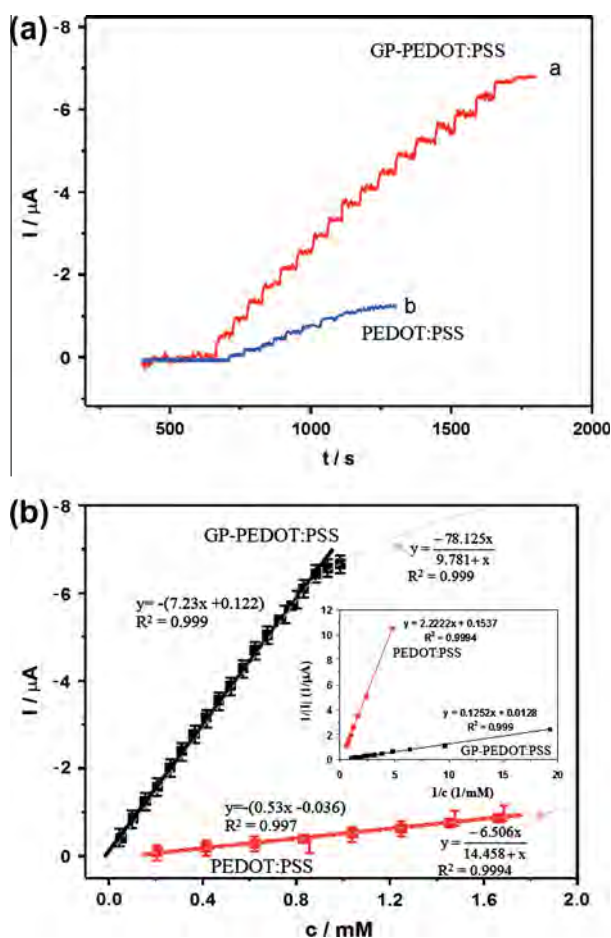 (a)
GP-PEDOT:PSS
a
b
PEDOT:PSS
I / μA
-8
-6
-4
-2
0
500
1000
1500
2000
t / s
(b)
GP-PEDOT:PSS
y= -(7.23x +0.122)
R² = 0.999
y= -78.125x / 9.781+x
R² = 0.999
y = 2.2222x + 0.1537
R² = 0.9994
PEDOT:PSS
y = 0.1252x + 0.0128
R² = 0.999
GP-PEDOT:PSS
1/|I| (1/μA)
12
10
8
6
4
2
0
0
5
10
15
20
1/c (1/mM)
y=-(0.53x -0.036)
R² = 0.997
PEDOT:PSS
y= -6.506x / 14.458+x
R² = 0.9994
I / μA
-8
-6
-4
-2
0
0.0
0.4
0.8
1.2
1.6
2.0
c / mM